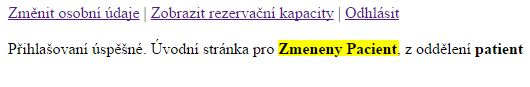 Změnit osobní údaje | Zobrazit rezervační kapacity | Odhlásit
Přihlašovaní úspěšné. Úvodní stránka pro Zmeneny Pacient, z oddělení patient